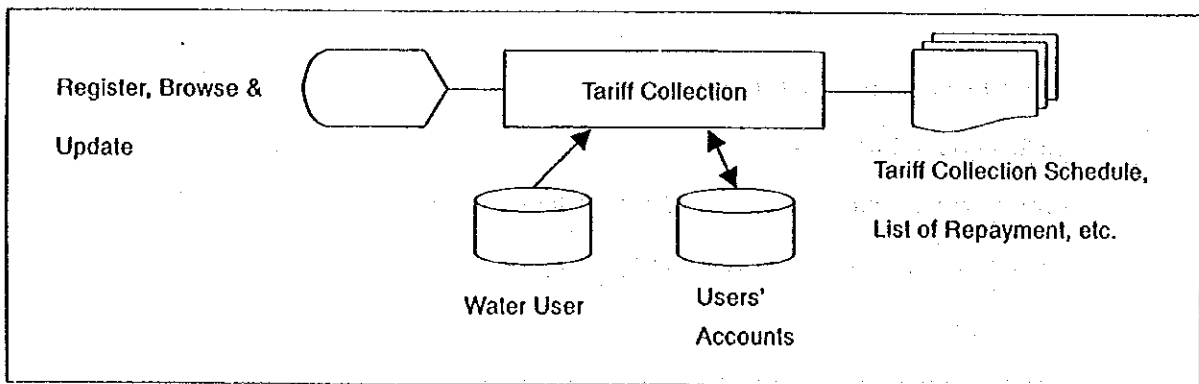 Register, Browse &
Update
Tariff Collection
Tariff Collection Schedule,
List of Repayment, etc.
Water User
Users'
Accounts